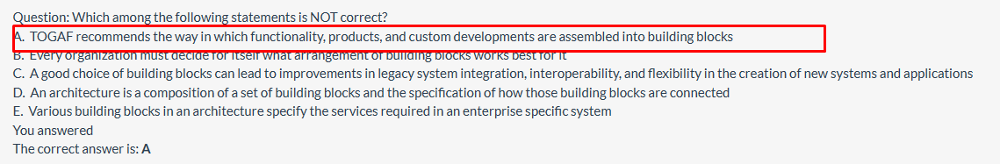 Question: Which among the following statements is NOT correct?
A. TOGAF recommends the way in which functionality, products, and custom developments are assembled into building blocks
B. Every organization must decide for itself what arrangement of building blocks works best for it
C. A good choice of building blocks can lead to improvements in legacy system integration, interoperability, and flexibility in the creation of new systems and applications
D. An architecture is a composition of a set of building blocks and the specification of how those building blocks are connected
E. Various building blocks in an architecture specify the services required in an enterprise specific system
You answered
The correct answer is: A